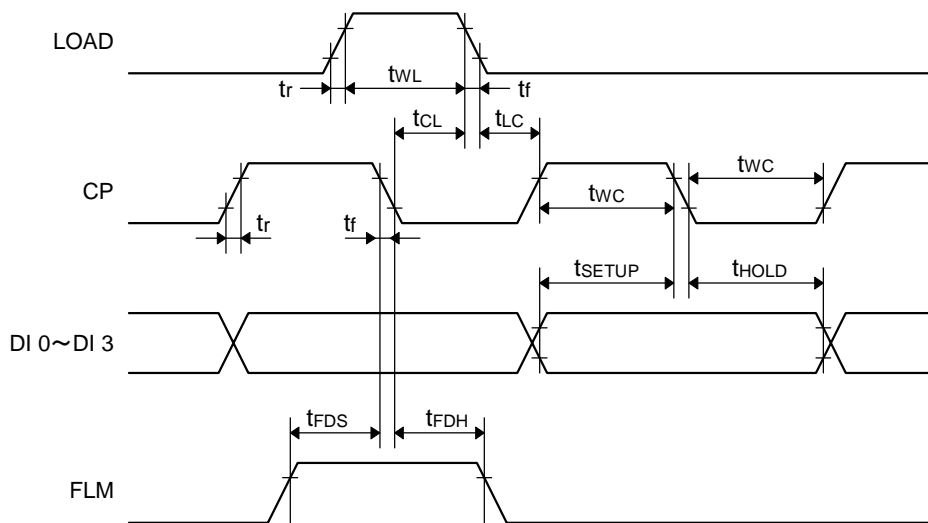 LOAD
tr
tWL
tf
tCL
tLC
CP
tr
tf
tWC
tWC
tSETUP
tHOLD
DI 0〜DI 3
tFDS
tFDH
FLM